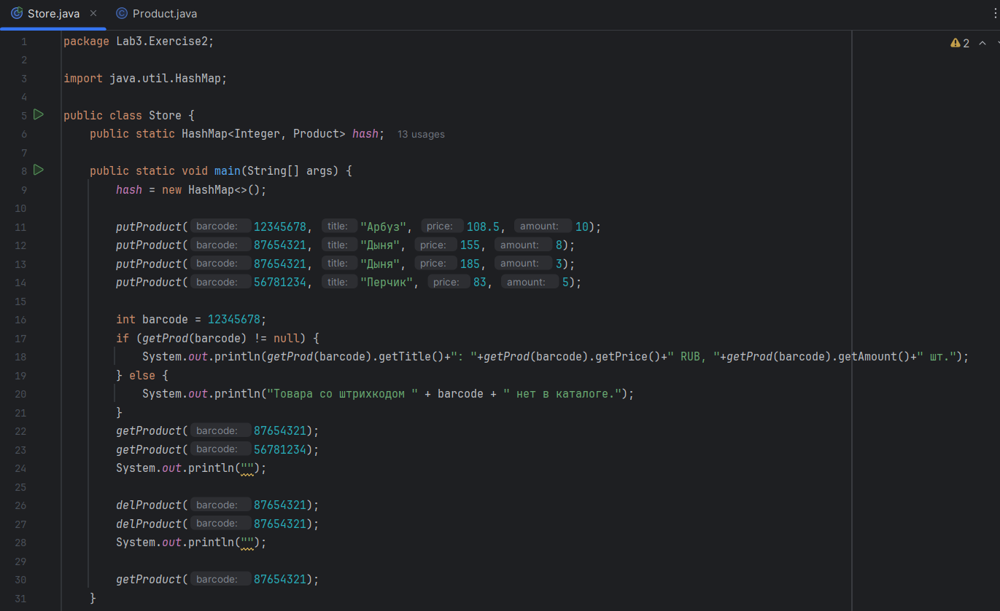 Store.java × Product.java
1 package Lab3.Exercise2; 2
2
3 import java.util.HashMap;
4
5 public class Store {
6 public static HashMap<Integer, Product> hash; 13 usages
7
8 public static void main(String[] args) {
9 hash = new HashMap<>();
10
11 putProduct( barcode: 12345678, title: "Арбуз", price: 108.5, amount: 10);
12 putProduct( barcode: 87654321, title: "Дыня", price: 155, amount: 8);
13 putProduct( barcode: 87654321, title: "Дыня", price: 185, amount: 3);
14 putProduct( barcode: 56781234, title: "Перчик", price: 83, amount: 5);
15
16 int barcode = 12345678;
17 if (getProd(barcode) != null) {
18 System.out.println(getProd(barcode).getTitle()+": "+getProd(barcode).getPrice()+" RUB, "+getProd(barcode).getAmount()+" шт.");
19 } else {
20 System.out.println("Товара со штрихкодом " + barcode + " нет в каталоге.");
21 }
22 getProduct( barcode: 87654321);
23 getProduct( barcode: 56781234);
24 System.out.println("");
25
26 delProduct( barcode: 87654321);
27 delProduct( barcode: 87654321);
28 System.out.println("");
29
30 getProduct( barcode: 87654321);
31 }